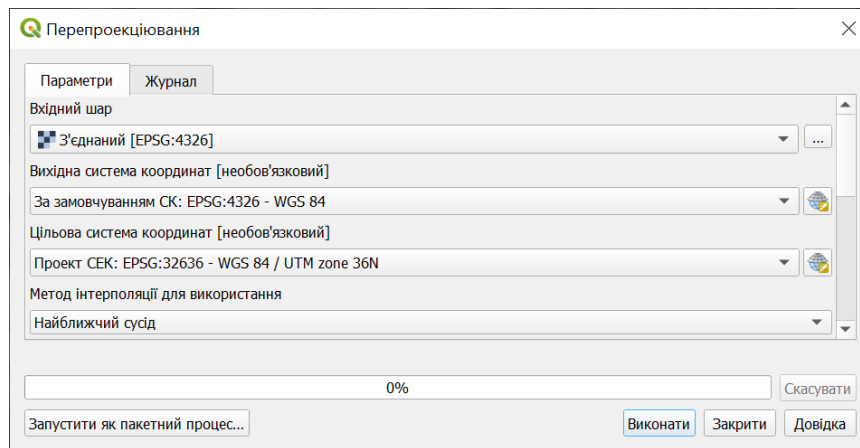 Перепроекціювання
Параметри
Журнал
Вхідний шар
З'єднаний [EPSG:4326]
...
Вихідна система координат [необов'язковий]
За замовчуванням СК: EPSG:4326 - WGS 84
Цільова система координат [необов'язковий]
Проект СЕК: EPSG:32636 - WGS 84 / UTM zone 36N
Метод інтерполяції для використання
Найближчий сусід
0%
Скасувати
Запустити як пакетний процес...
Виконати
Закрити
Довідка